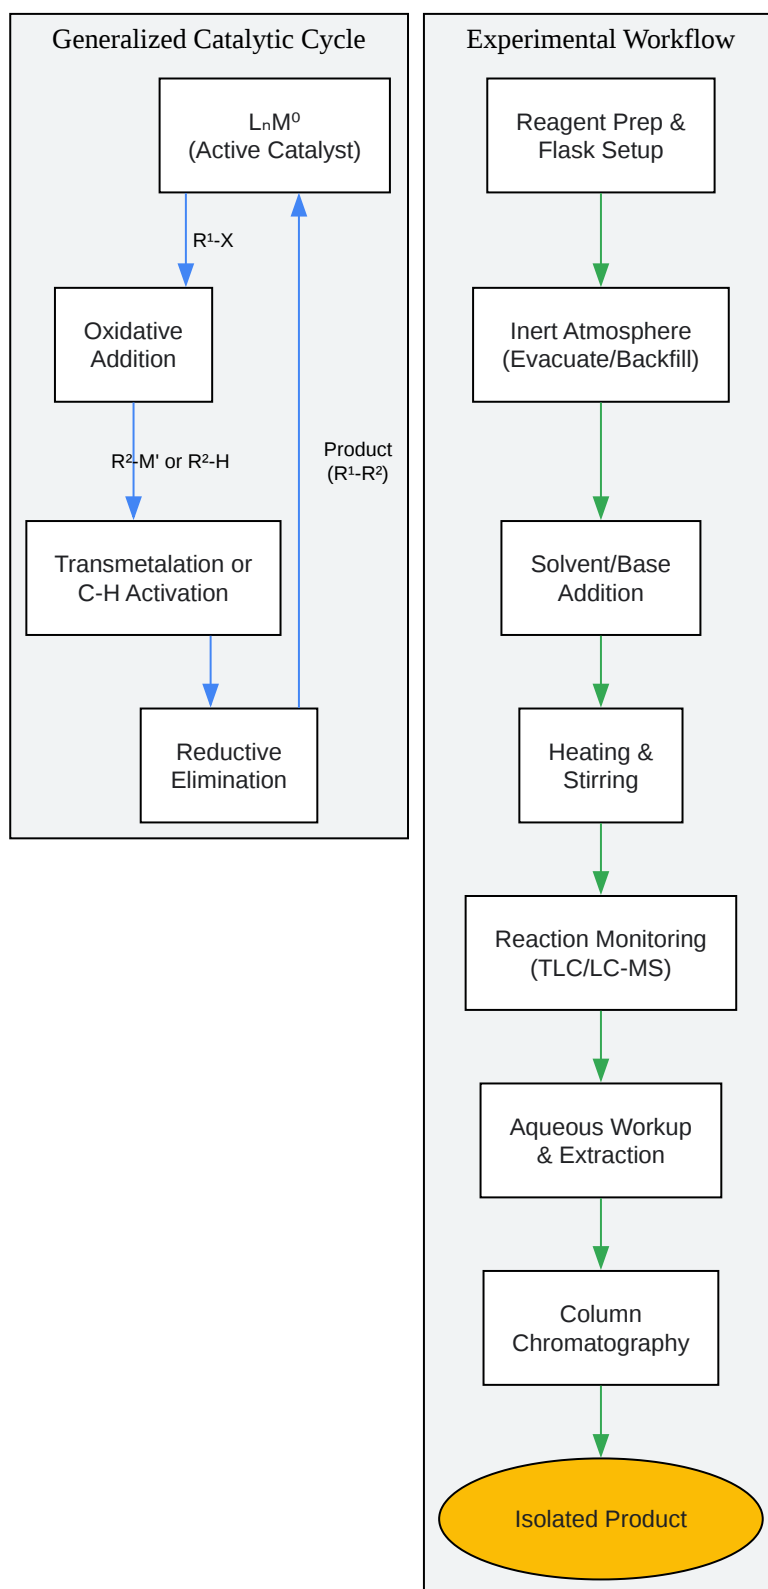 Generalized Catalytic Cycle
LₙM⁰
(Active Catalyst)
R¹-X
Oxidative
Addition
R²-M' or R²-H
Product
(R¹-R²)
Transmetalation or
C-H Activation
Reductive
Elimination
Experimental Workflow
Reagent Prep &
Flask Setup
Inert Atmosphere
(Evacuate/Backfill)
Solvent/Base
Addition
Heating &
Stirring
Reaction Monitoring
(TLC/LC-MS)
Aqueous Workup
& Extraction
Column
Chromatography
Isolated Product